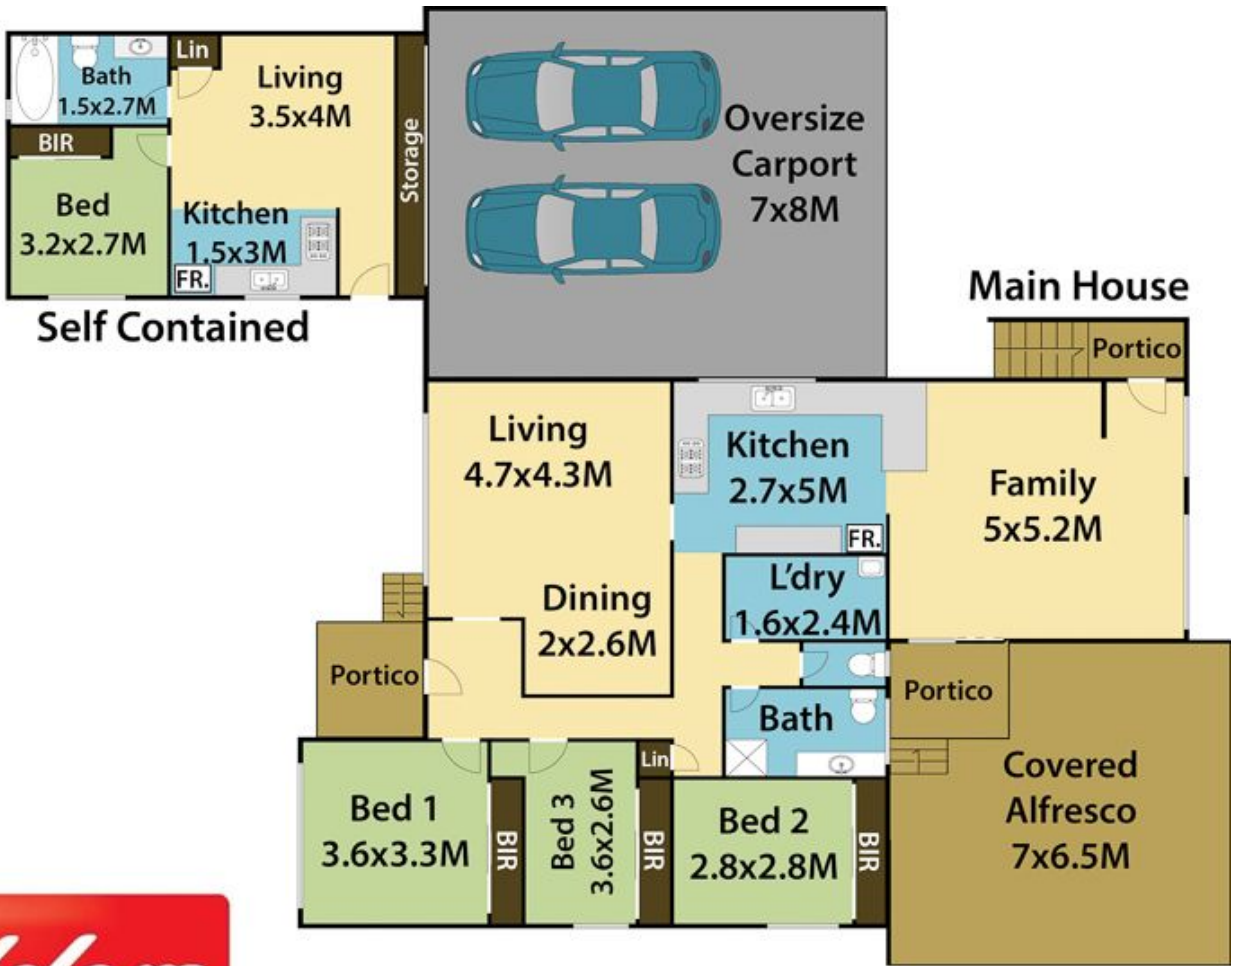 Bath
1.5x2.7M
Lin
Living
3.5x4M
BIR
Bed
3.2x2.7M
Kitchen
1.5x3M
FR.
Storage
Self Contained
Oversize
Carport
7x8M
Main House
Portico
Living
4.7x4.3M
Kitchen
2.7x5M
FR.
Family
5x5.2M
Dining
2x2.6M
L'dry
1.6x2.4M
Portico
Bath
Portico
Lin
Bed 1
3.6x3.3M
BIR
Bed 3
3.6x2.6M
BIR
Bed 2
2.8x2.8M
BIR
Covered
Alfresco
7x6.5M